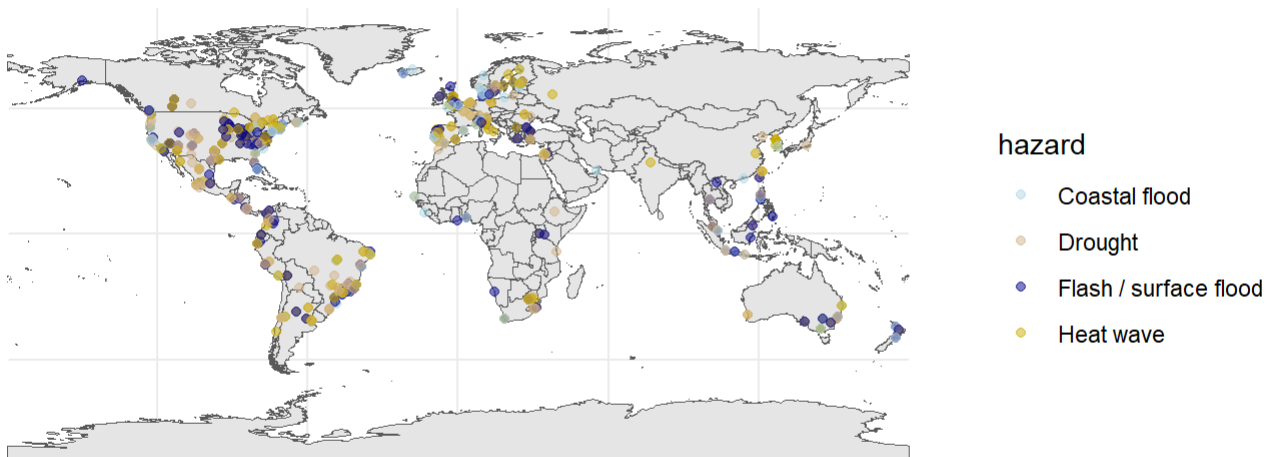 hazard
Coastal flood
Drought
Flash / surface flood
Heat wave